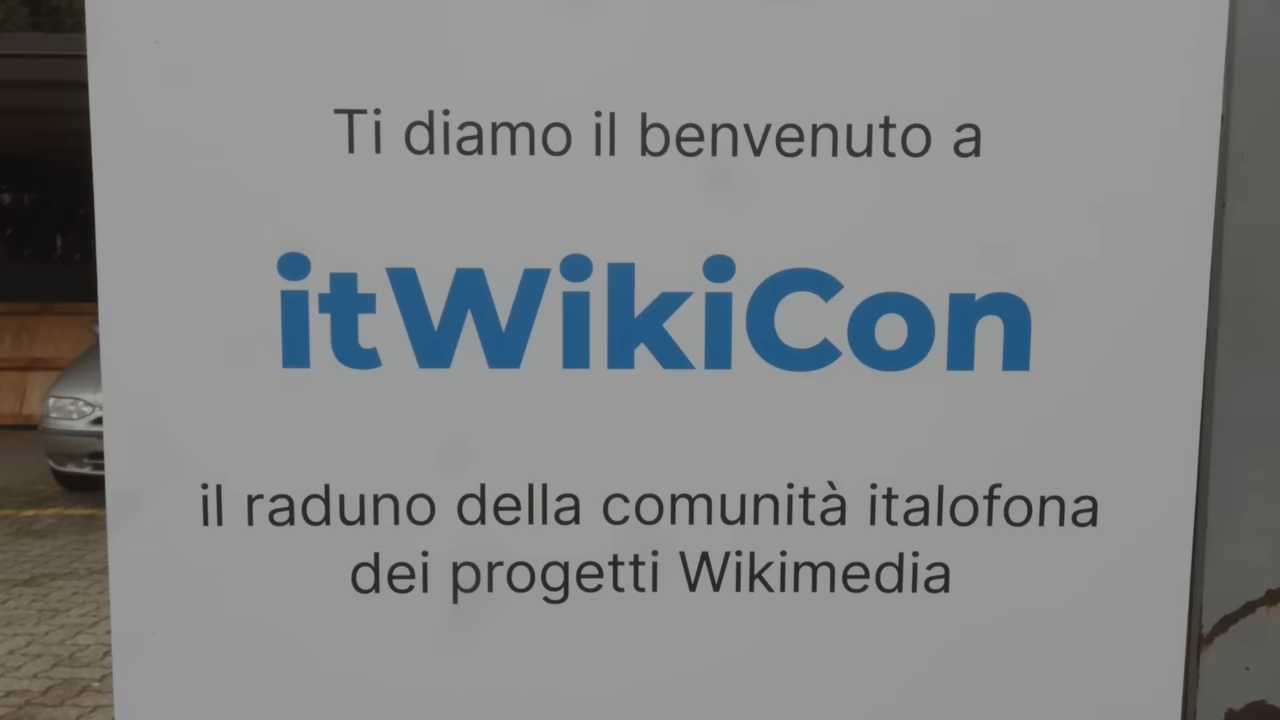 Ti diamo il benvenuto a
itWikiCon
il raduno della comunità italofona
dei progetti Wikimedia